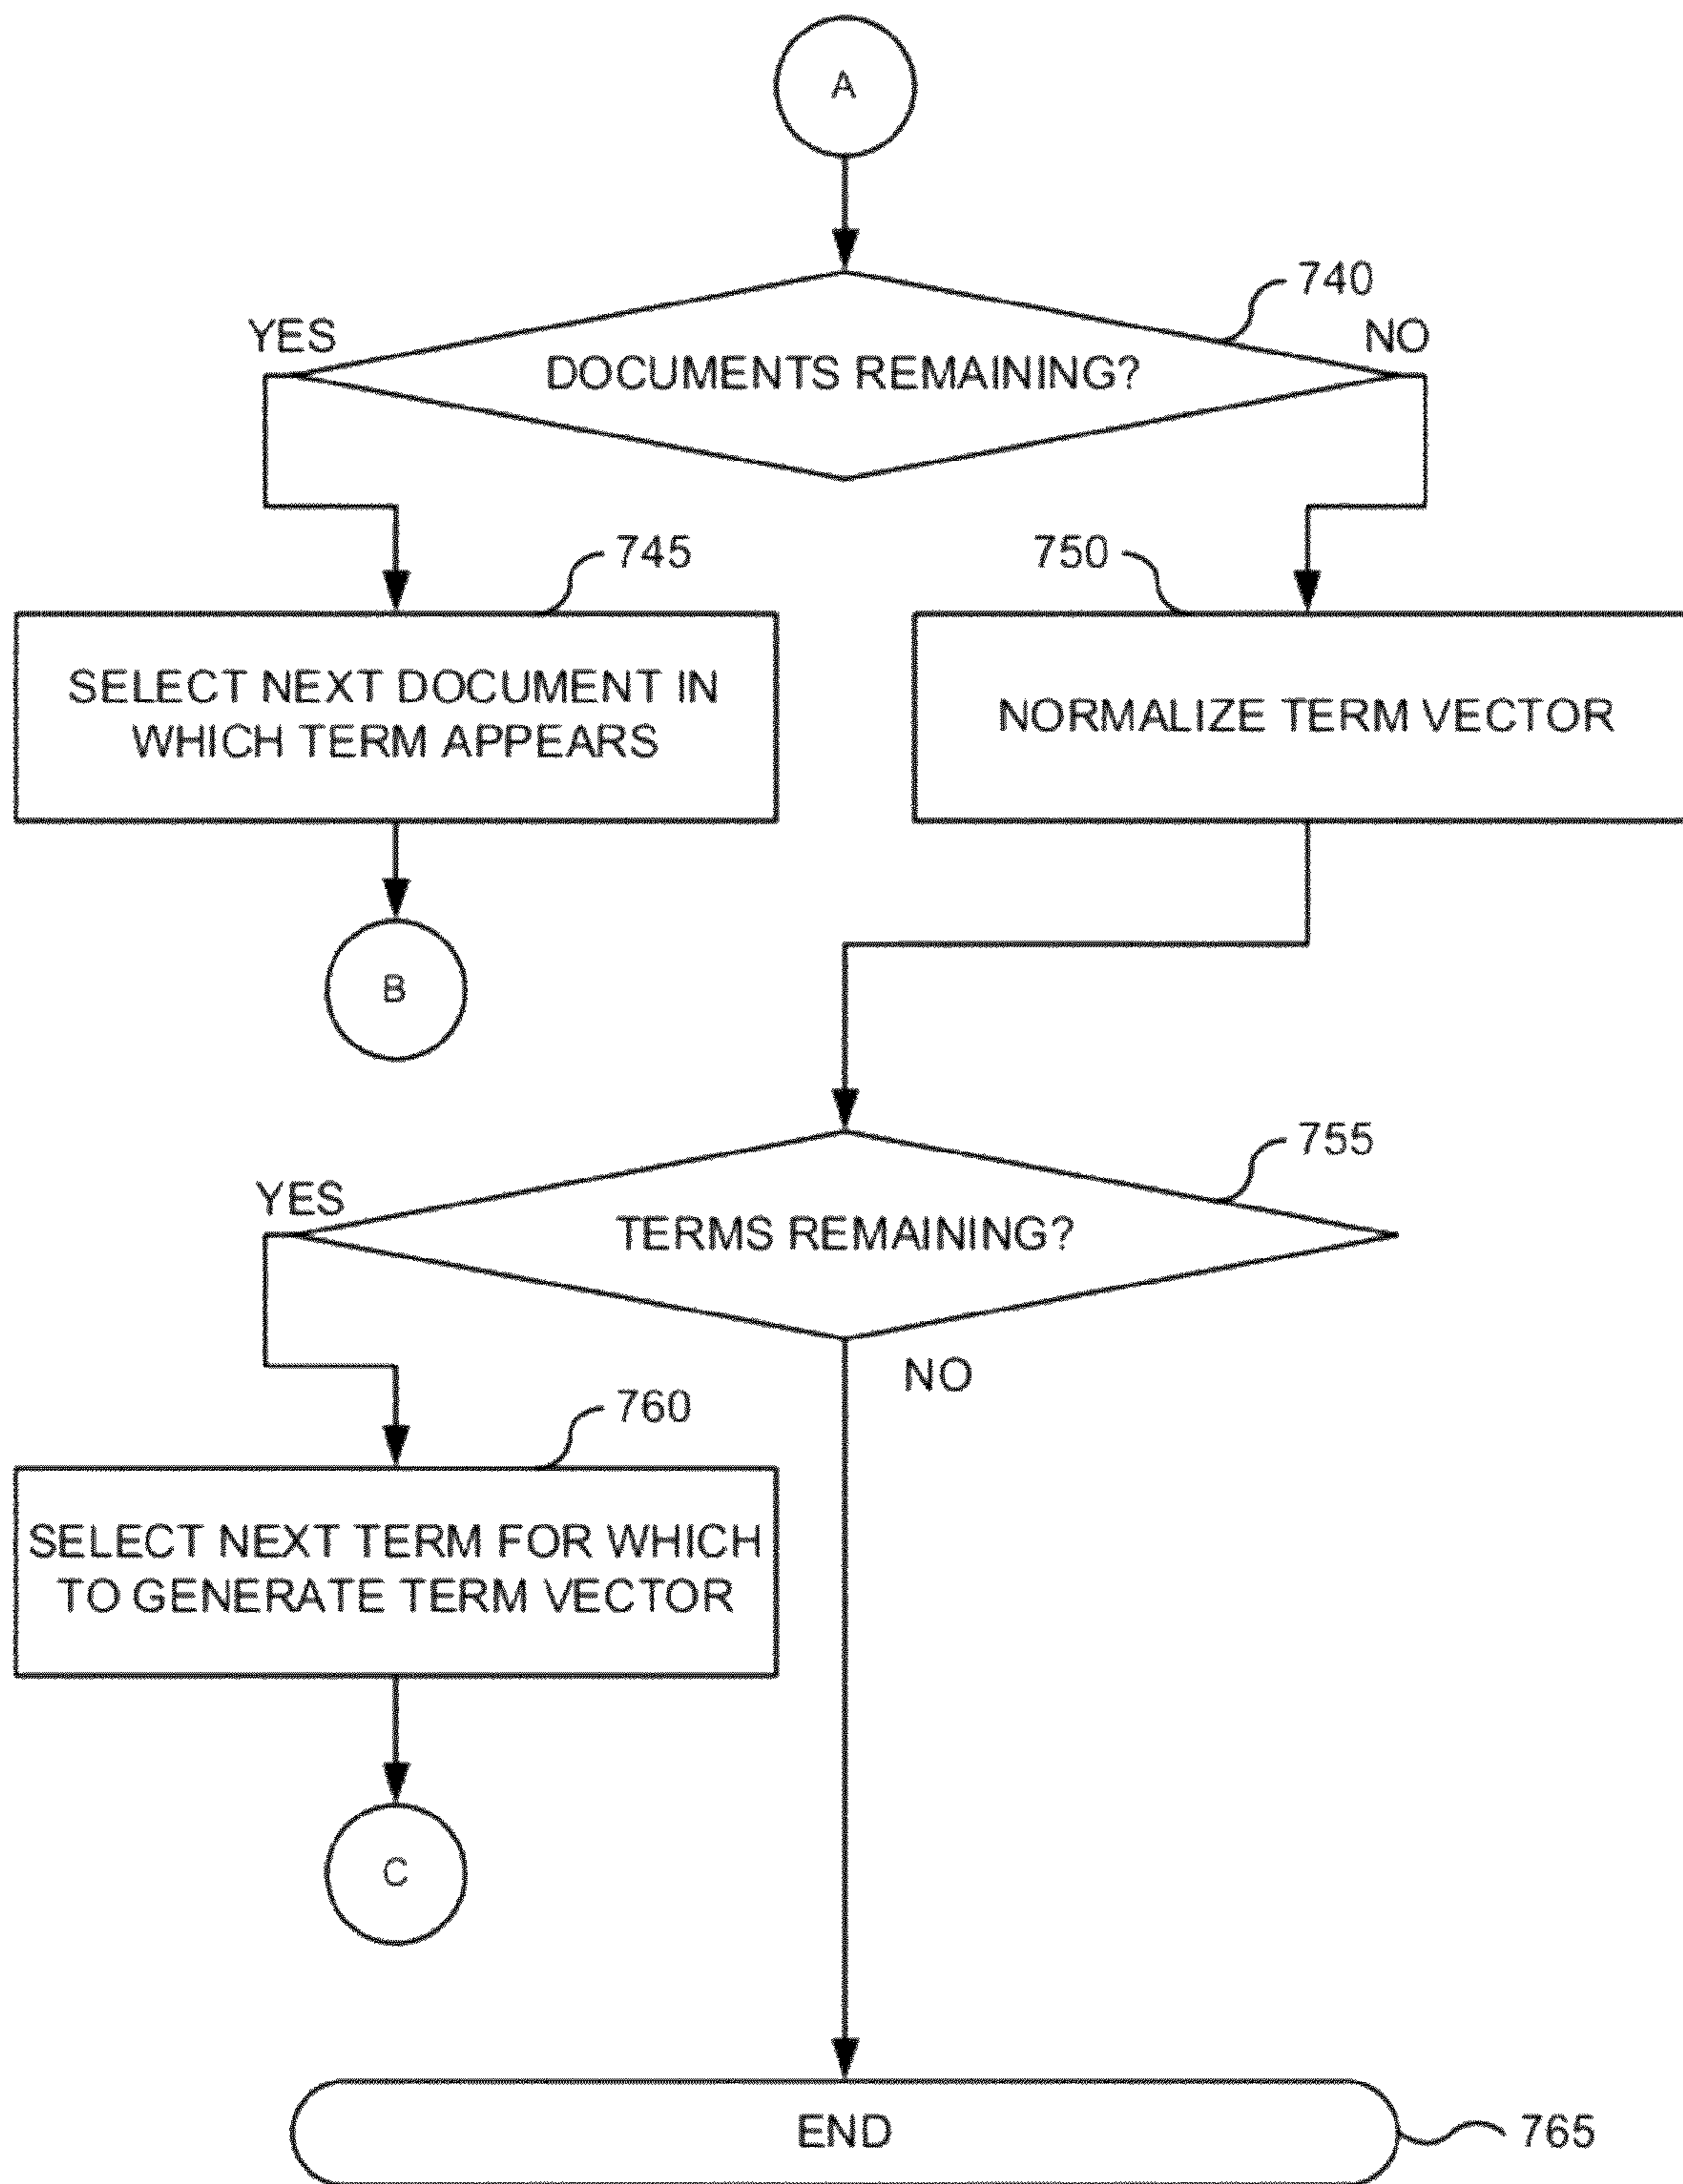 A
740
YES
NO
DOCUMENTS REMAINING?
745
750
SELECT NEXT DOCUMENT IN
WHICH TERM APPEARS
NORMALIZE TERM VECTOR
B
755
YES
TERMS REMAINING?
NO
760
SELECT NEXT TERM FOR WHICH
TO GENERATE TERM VECTOR
C
END
765